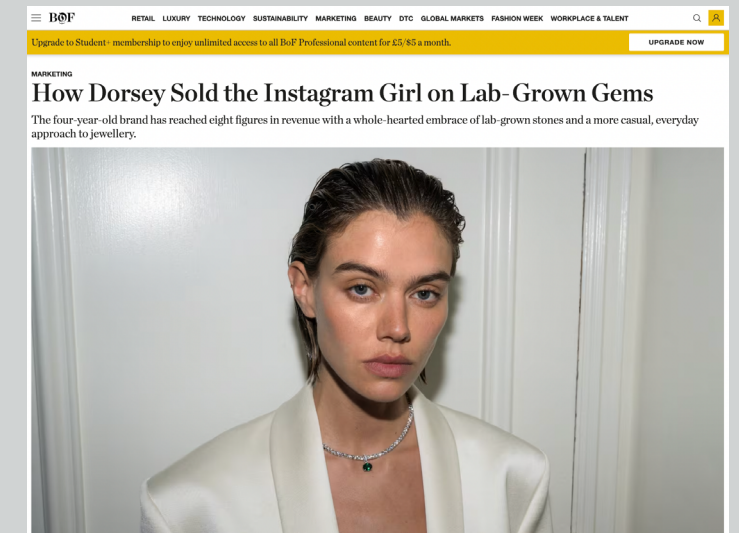 BOF
RETAIL LUXURY TECHNOLOGY SUSTAINABILITY MARKETING BEAUTY DTC GLOBAL MARKETS FASHION WEEK WORKPLACE & TALENT
Upgrade to Student+ membership to enjoy unlimited access to all BoF Professional content for £5/$5 a month.
UPGRADE NOW
MARKETING
How Dorsey Sold the Instagram Girl on Lab-Grown Gems
The four-year-old brand has reached eight figures in revenue with a whole-hearted embrace of lab-grown stones and a more casual, everyday
approach to jewellery.